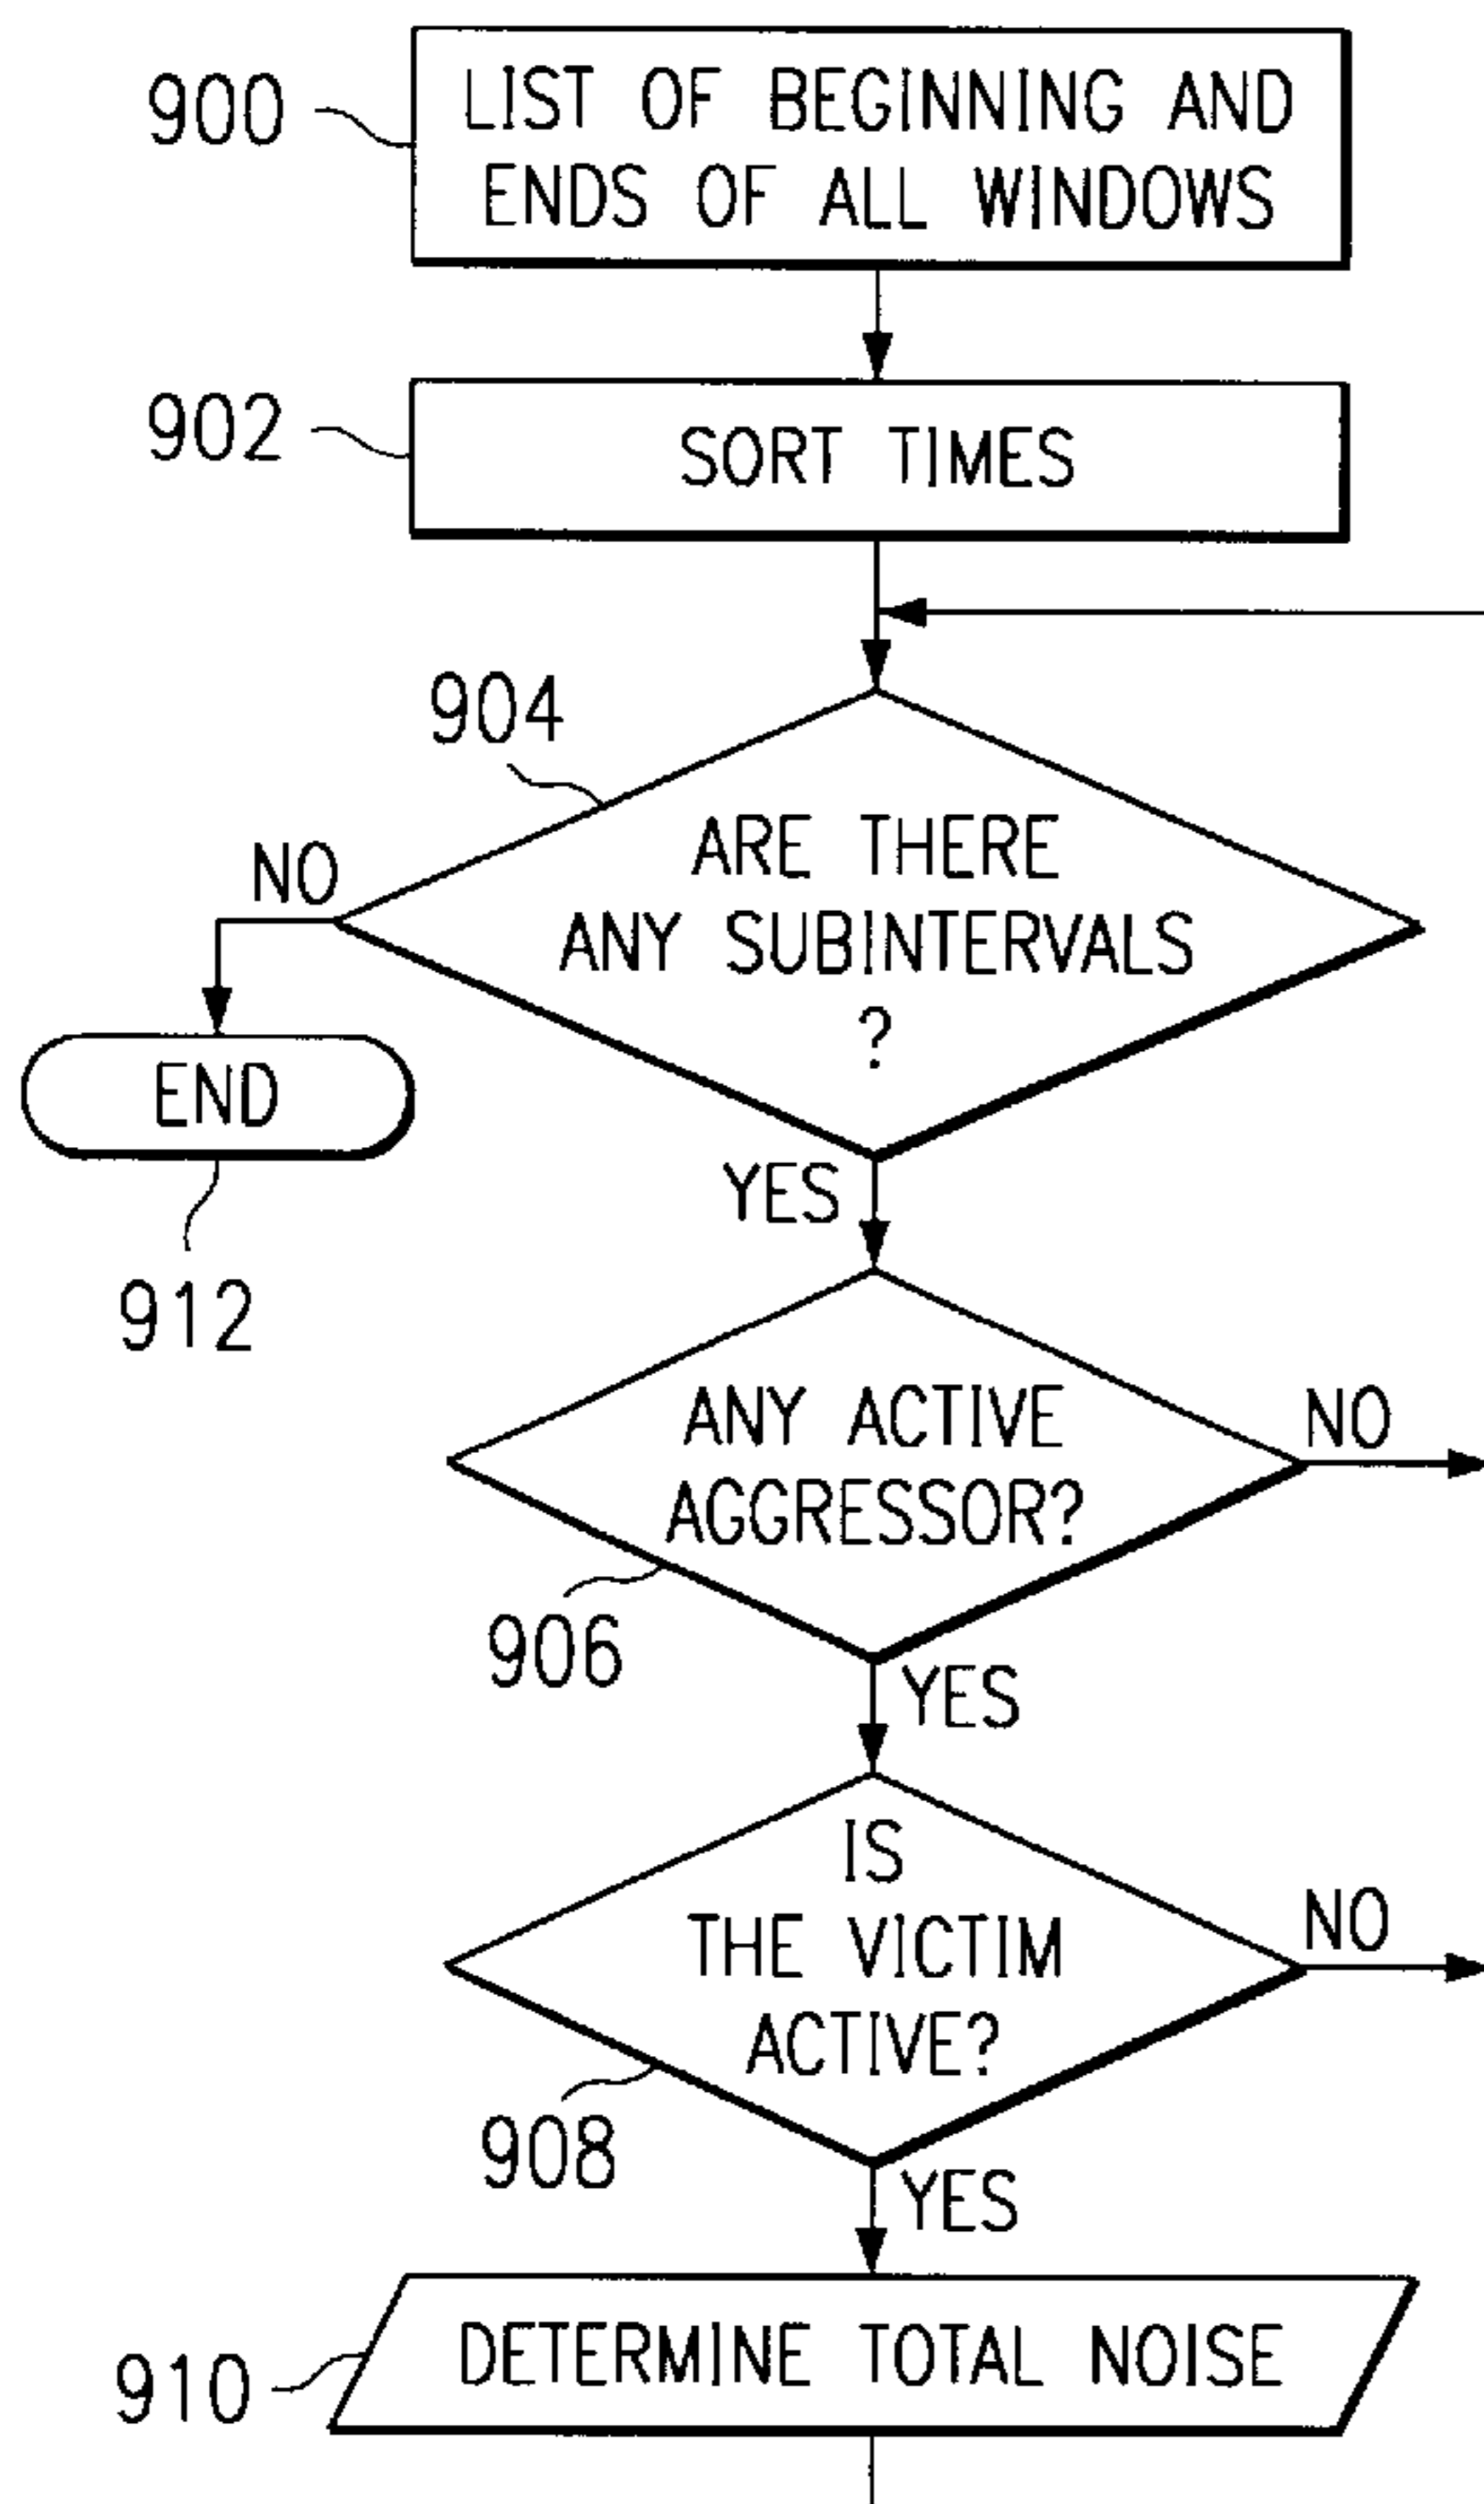 900
LIST OF BEGINNING AND
ENDS OF ALL WINDOWS
902
SORT TIMES
904
ARE THERE
ANY SUBINTERVALS
?
NO
END
912
YES
ANY ACTIVE
AGGRESSOR?
NO
906
YES
IS
THE VICTIM
ACTIVE?
NO
908
YES
910
DETERMINE TOTAL NOISE